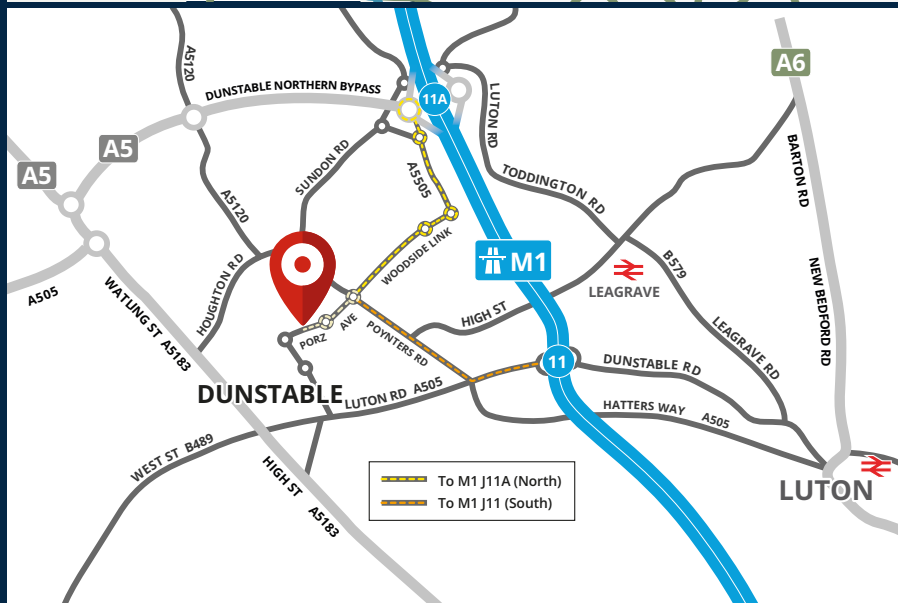 A5120
DUNSTABLE NORTHERN BYPASS
11A
LUTON RD
A6
A5
A5
SUNDON RD
A5505
TODDINGTON RD
BARTON RD
A5120
WOODSIDE LINK
M1
B579
LEAGRAVE
A505
WATLING ST A5183
HOUGHTON RD
PORZ AVE
POYNTERS RD
HIGH ST
NEW BEDFORD RD
LEAGRAVE RD
11
DUNSTABLE RD
DUNSTABLE
LUTON RD A505
HATTERS WAY A505
WEST ST B489
HIGH ST A5183
To M1 J11A (North)
To M1 J11 (South)
LUTON